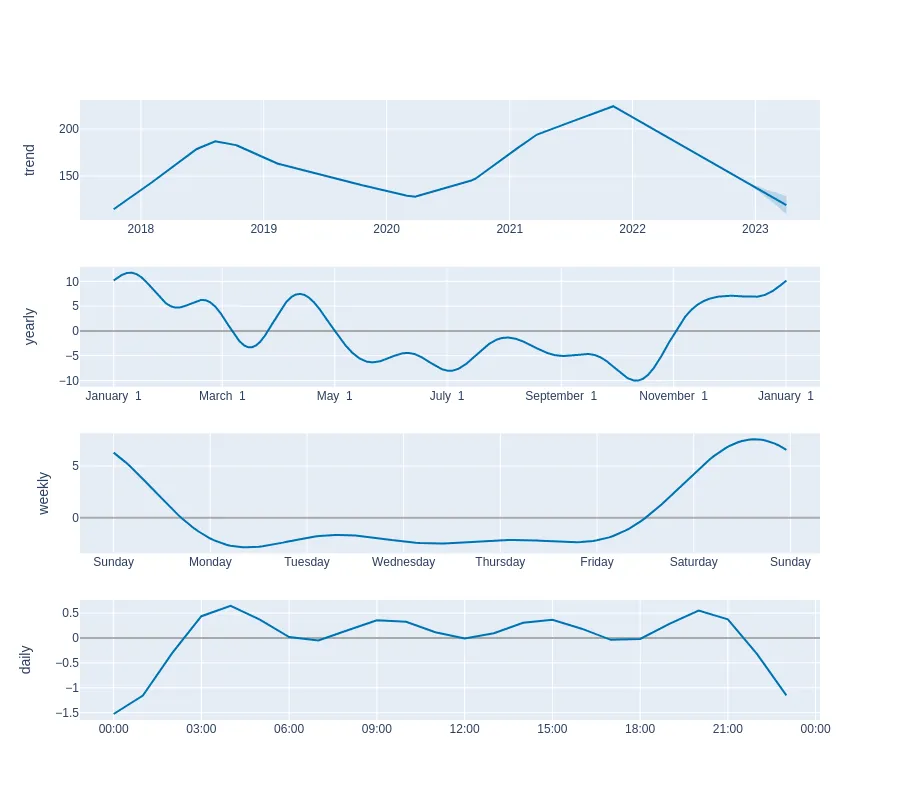 trend
200
150
2018 2019 2020 2021 2022 2023
yearly
10
5
0
−5
−10
January 1 March 1 May 1 July 1 September 1 November 1 January 1
weekly
5
0
Sunday Monday Tuesday Wednesday Thursday Friday Saturday Sunday
daily
0.5
0
−0.5
−1
−1.5
00:00 03:00 06:00 09:00 12:00 15:00 18:00 21:00 00:00